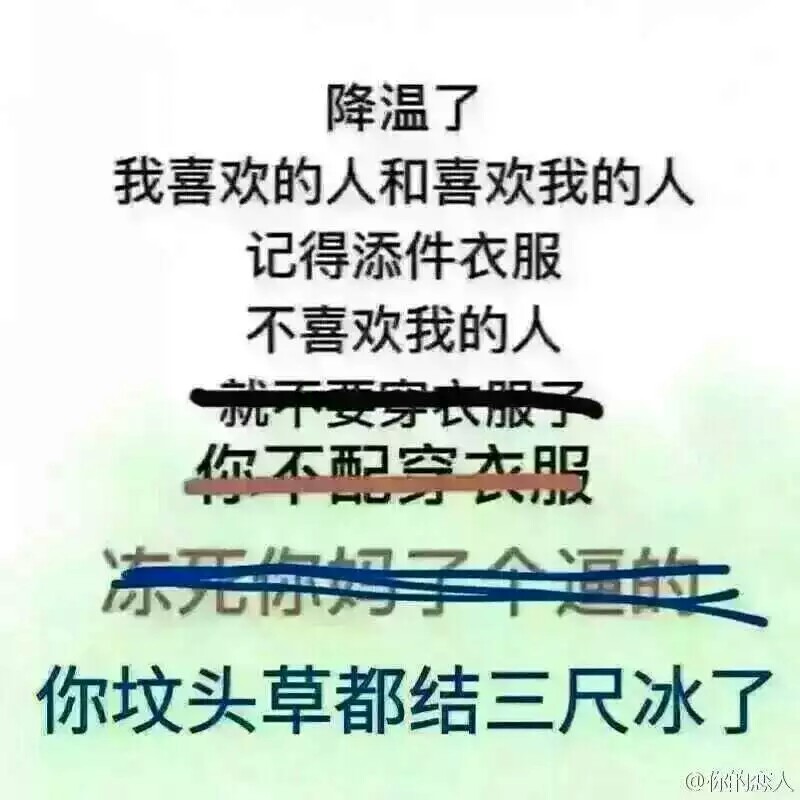 降温了
我喜欢的人和喜欢我的人
记得添件衣服
不喜欢我的人
就不要穿衣服了
你不配穿衣服
冻死你妈了个逼的
你坟头草都结三尺冰了
@你的恋人